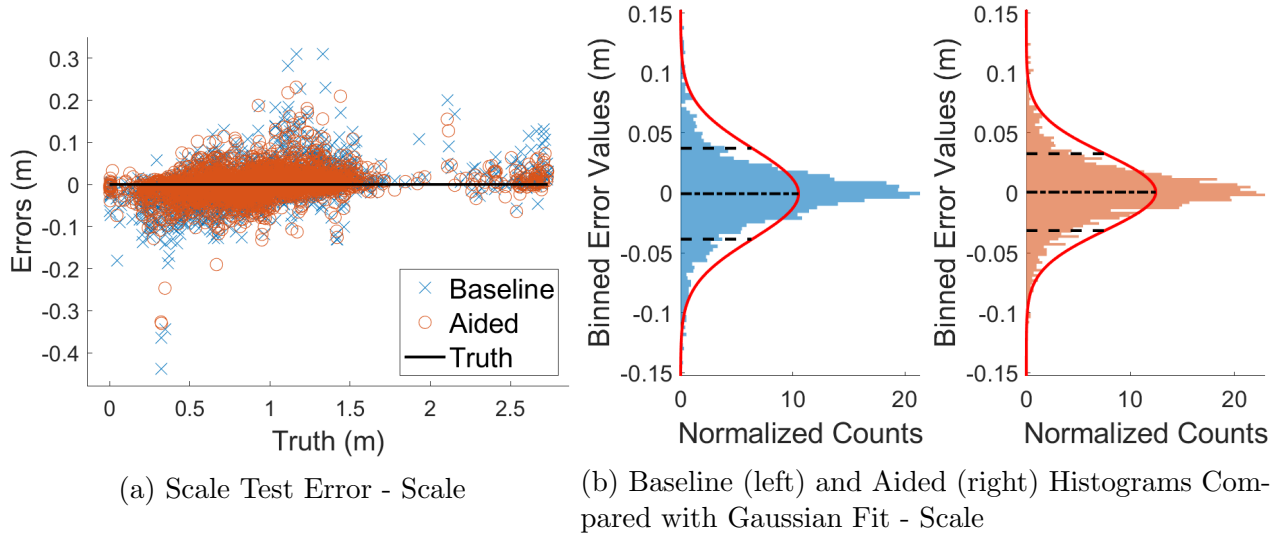 0.3
0.2
0.1
0
-0.1
-0.2
-0.3
-0.4
Errors (m)
0
0.5
1
1.5
2
2.5
Truth (m)
Baseline
Aided
Truth
(a) Scale Test Error - Scale
0.15
0.1
0.05
0
-0.05
-0.1
-0.15
Binned Error Values (m)
0
10
20
Normalized Counts
0.15
0.1
0.05
0
-0.05
-0.1
-0.15
Binned Error Values (m)
0
10
20
Normalized Counts
(b) Baseline (left) and Aided (right) Histograms Com-
pared with Gaussian Fit - Scale